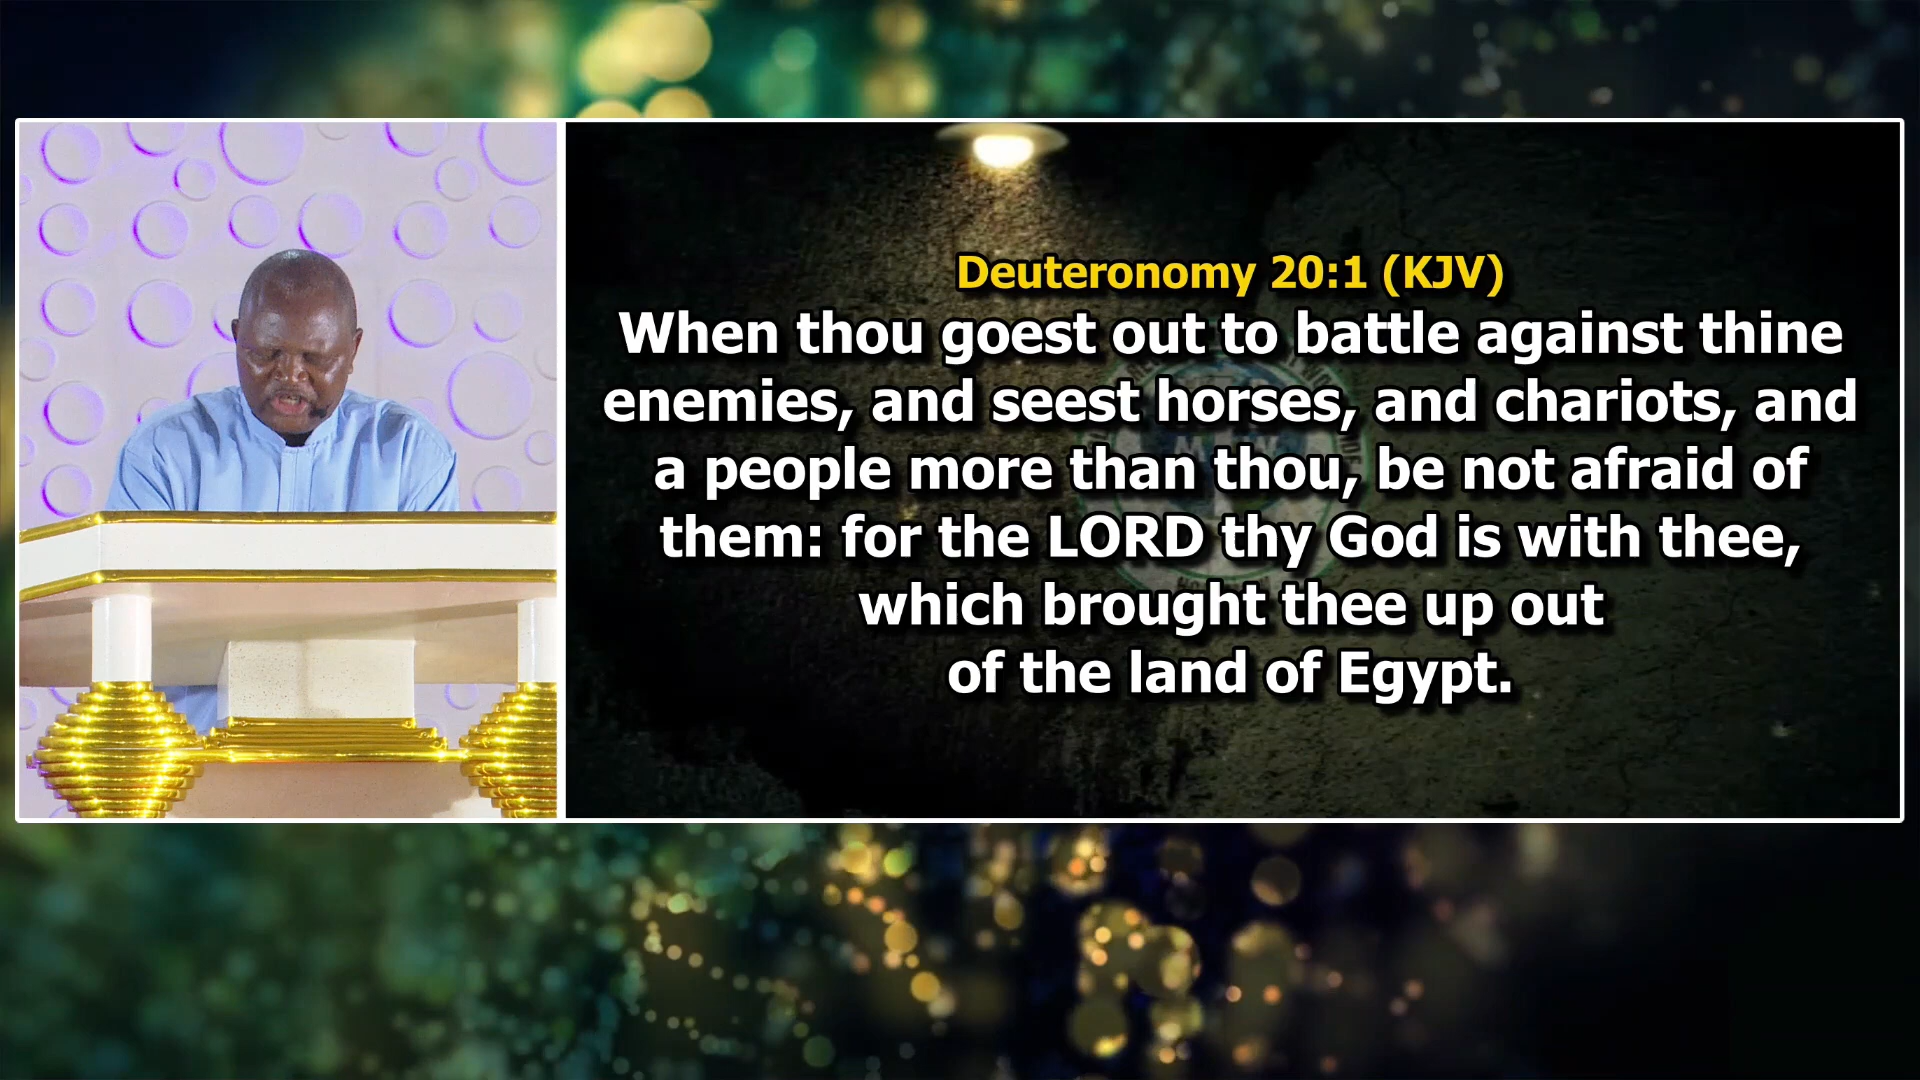 Deuteronomy 20:1 (KJV)
When thou goest out to battle against thine
enemies, and seest horses, and chariots, and
a people more than thou, be not afraid of
them: for the LORD thy God is with thee,
which brought thee up out
of the land of Egypt.